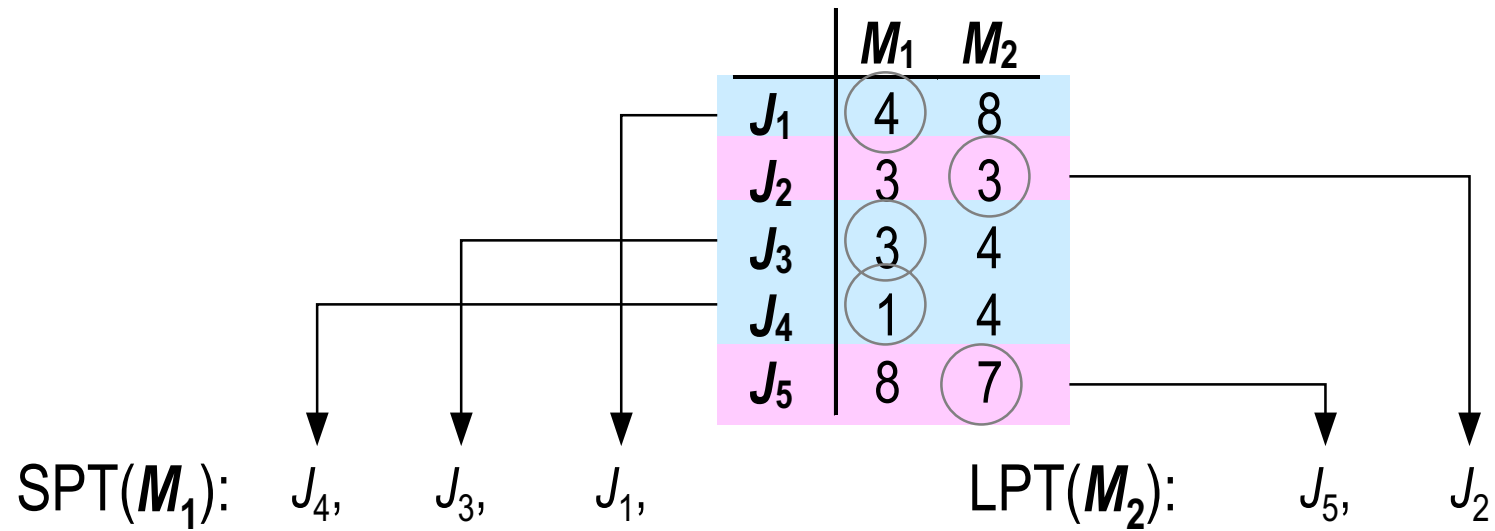 M₁ M₂
J₁ 4 8
J₂ 3 3
J₃ 3 4
J₄ 1 4
J₅ 8 7
SPT(M₁): J₄, J₃, J₁, LPT(M₂): J₅, J₂